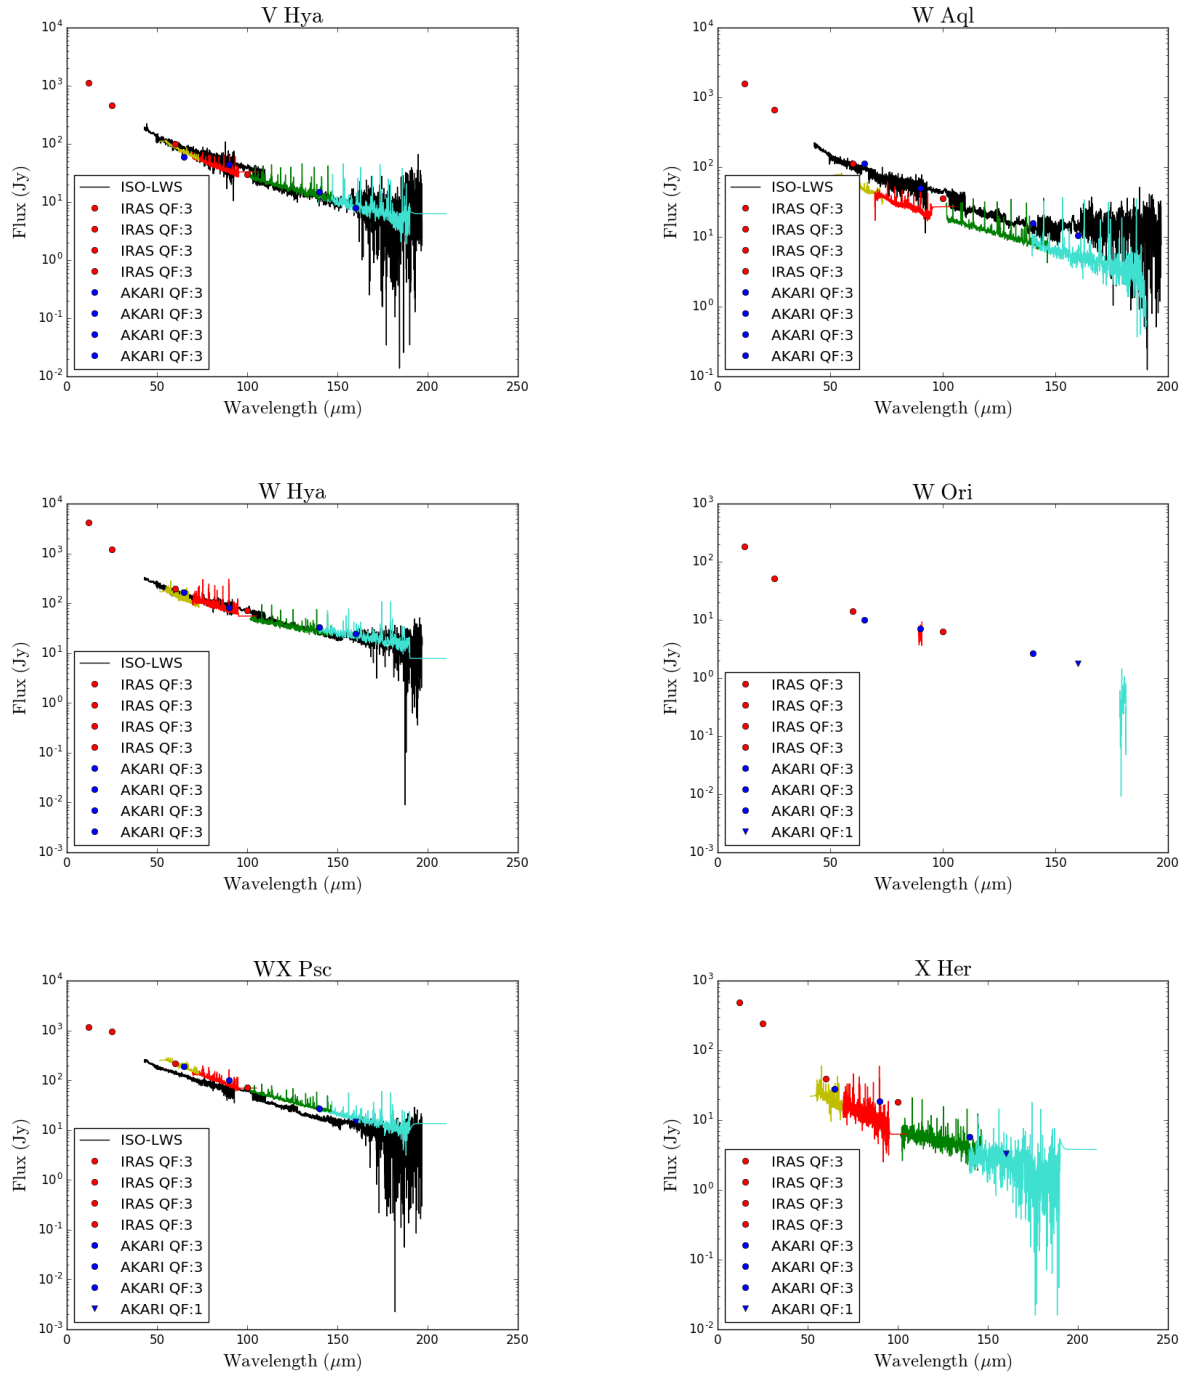 V Hya
10^4
10^3
10^2
10^1
10^0
10^-1
10^-2
Flux (Jy)
ISO-LWS
IRAS QF:3
IRAS QF:3
IRAS QF:3
IRAS QF:3
AKARI QF:3
AKARI QF:3
AKARI QF:3
AKARI QF:3
0 50 100 150 200 250
Wavelength (μm)
W Aql
10^4
10^3
10^2
10^1
10^0
10^-1
Flux (Jy)
ISO-LWS
IRAS QF:3
IRAS QF:3
IRAS QF:3
IRAS QF:3
AKARI QF:3
AKARI QF:3
AKARI QF:3
AKARI QF:3
0 50 100 150 200
Wavelength (μm)
W Hya
10^4
10^3
10^2
10^1
10^0
10^-1
10^-2
10^-3
Flux (Jy)
ISO-LWS
IRAS QF:3
IRAS QF:3
IRAS QF:3
IRAS QF:3
AKARI QF:3
AKARI QF:3
AKARI QF:3
AKARI QF:3
0 50 100 150 200 250
Wavelength (μm)
W Ori
10^3
10^2
10^1
10^0
10^-1
10^-2
10^-3
Flux (Jy)
IRAS QF:3
IRAS QF:3
IRAS QF:3
IRAS QF:3
AKARI QF:3
AKARI QF:3
AKARI QF:3
AKARI QF:1
0 50 100 150 200
Wavelength (μm)
WX Psc
10^4
10^3
10^2
10^1
10^0
10^-1
10^-2
10^-3
Flux (Jy)
ISO-LWS
IRAS QF:3
IRAS QF:3
IRAS QF:3
IRAS QF:3
AKARI QF:3
AKARI QF:3
AKARI QF:3
AKARI QF:1
0 50 100 150 200 250
Wavelength (μm)
X Her
10^3
10^2
10^1
10^0
10^-1
10^-2
Flux (Jy)
IRAS QF:3
IRAS QF:3
IRAS QF:3
IRAS QF:3
AKARI QF:3
AKARI QF:3
AKARI QF:3
AKARI QF:1
0 50 100 150 200 250
Wavelength (μm)